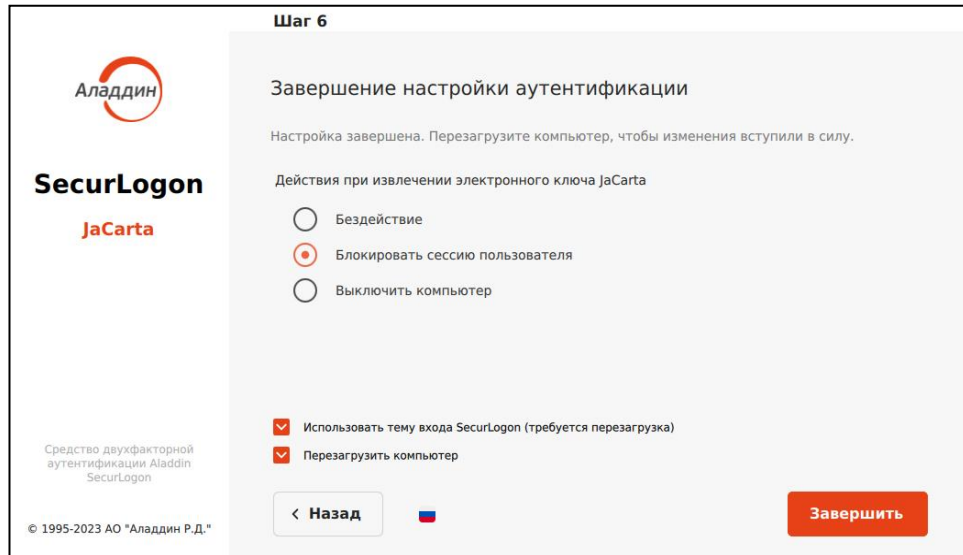 Шаг 6
Аладдин
SecurLogon
JaCarta
Завершение настройки аутентификации
Настройка завершена. Перезагрузите компьютер, чтобы изменения вступили в силу.
Действия при извлечении электронного ключа JaCarta
Бездействие
Блокировать сессию пользователя
Выключить компьютер
Использовать тему входа SecurLogon (требуется перезагрузка)
Перезагрузить компьютер
Средство двухфакторной
аутентификации Aladdin
SecurLogon
© 1995-2023 АО "Аладдин Р.Д."
Назад
Завершить